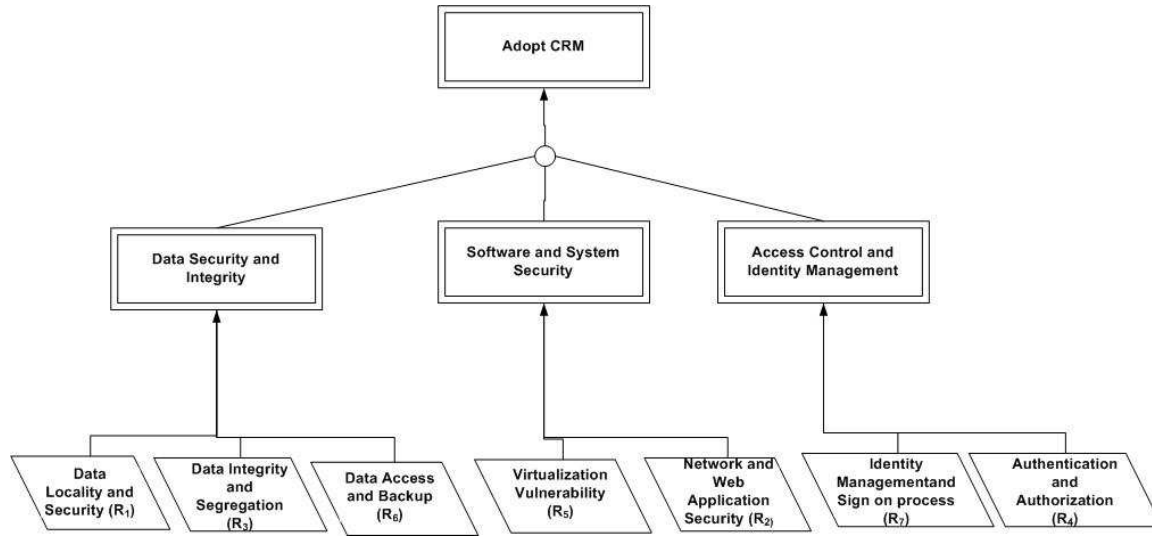 Adopt CRM
Data Security and
Integrity
Software and System
Security
Access Control and
Identity Management
Data
Locality and
Security (R₁)
Data Integrity
and
Segregation
(R₃)
Data Access
and Backup
(R₆)
Virtualization
Vulnerability
(R₅)
Network and
Web
Application
Security (R₂)
Identity
Managementand
Sign on process
(R₇)
Authentication
and
Authorization
(R₄)